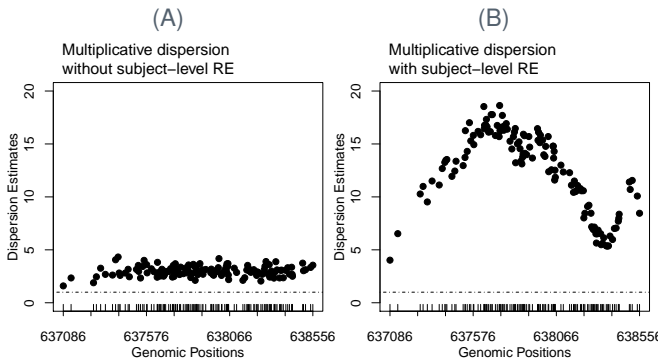 (A)
Multiplicative dispersion
without subject-level RE
20
15
10
5
0
Dispersion Estimates
637086 637576 638066 638556
Genomic Positions
(B)
Multiplicative dispersion
with subject-level RE
20
15
10
5
0
Dispersion Estimates
637086 637576 638066 638556
Genomic Positions